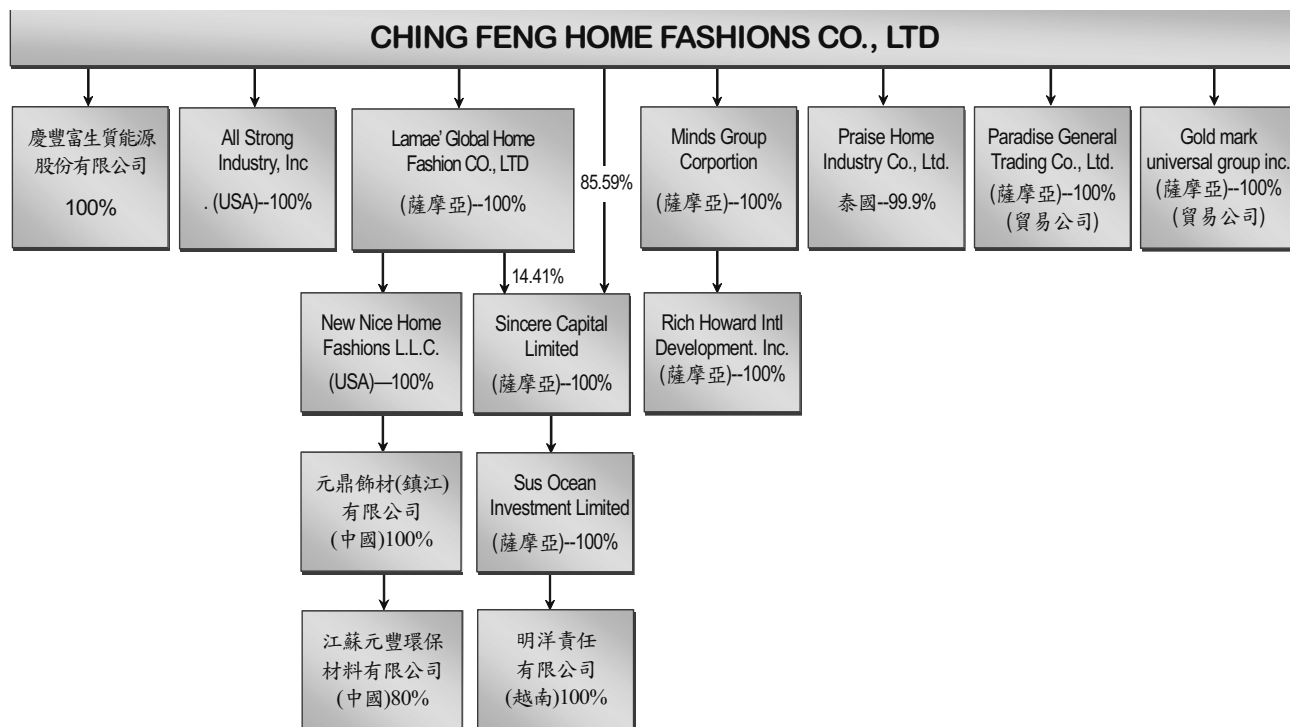 CHING FENG HOME FASHIONS CO., LTD
慶豐富生質能源
股份有限公司
100%
All Strong
Industry, Inc
. (USA)--100%
Lamae' Global Home
Fashion CO., LTD
(薩摩亞)--100%
85.59%
Minds Group
Corportion
(薩摩亞)--100%
Praise Home
Industry Co., Ltd.
泰國--99.9%
Paradise General
Trading Co., Ltd.
(薩摩亞)--100%
(貿易公司)
Gold mark
universal group inc.
(薩摩亞)--100%
(貿易公司)
14.41%
New Nice Home
Fashions L.L.C.
(USA)—100%
Sincere Capital
Limited
(薩摩亞)--100%
Rich Howard Intl
Development. Inc.
(薩摩亞)--100%
元鼎飾材(鎮江)
有限公司
(中國)100%
Sus Ocean
Investment Limited
(薩摩亞)--100%
江蘇元豐環保
材料有限公司
(中國)80%
明洋責任
有限公司
(越南)100%